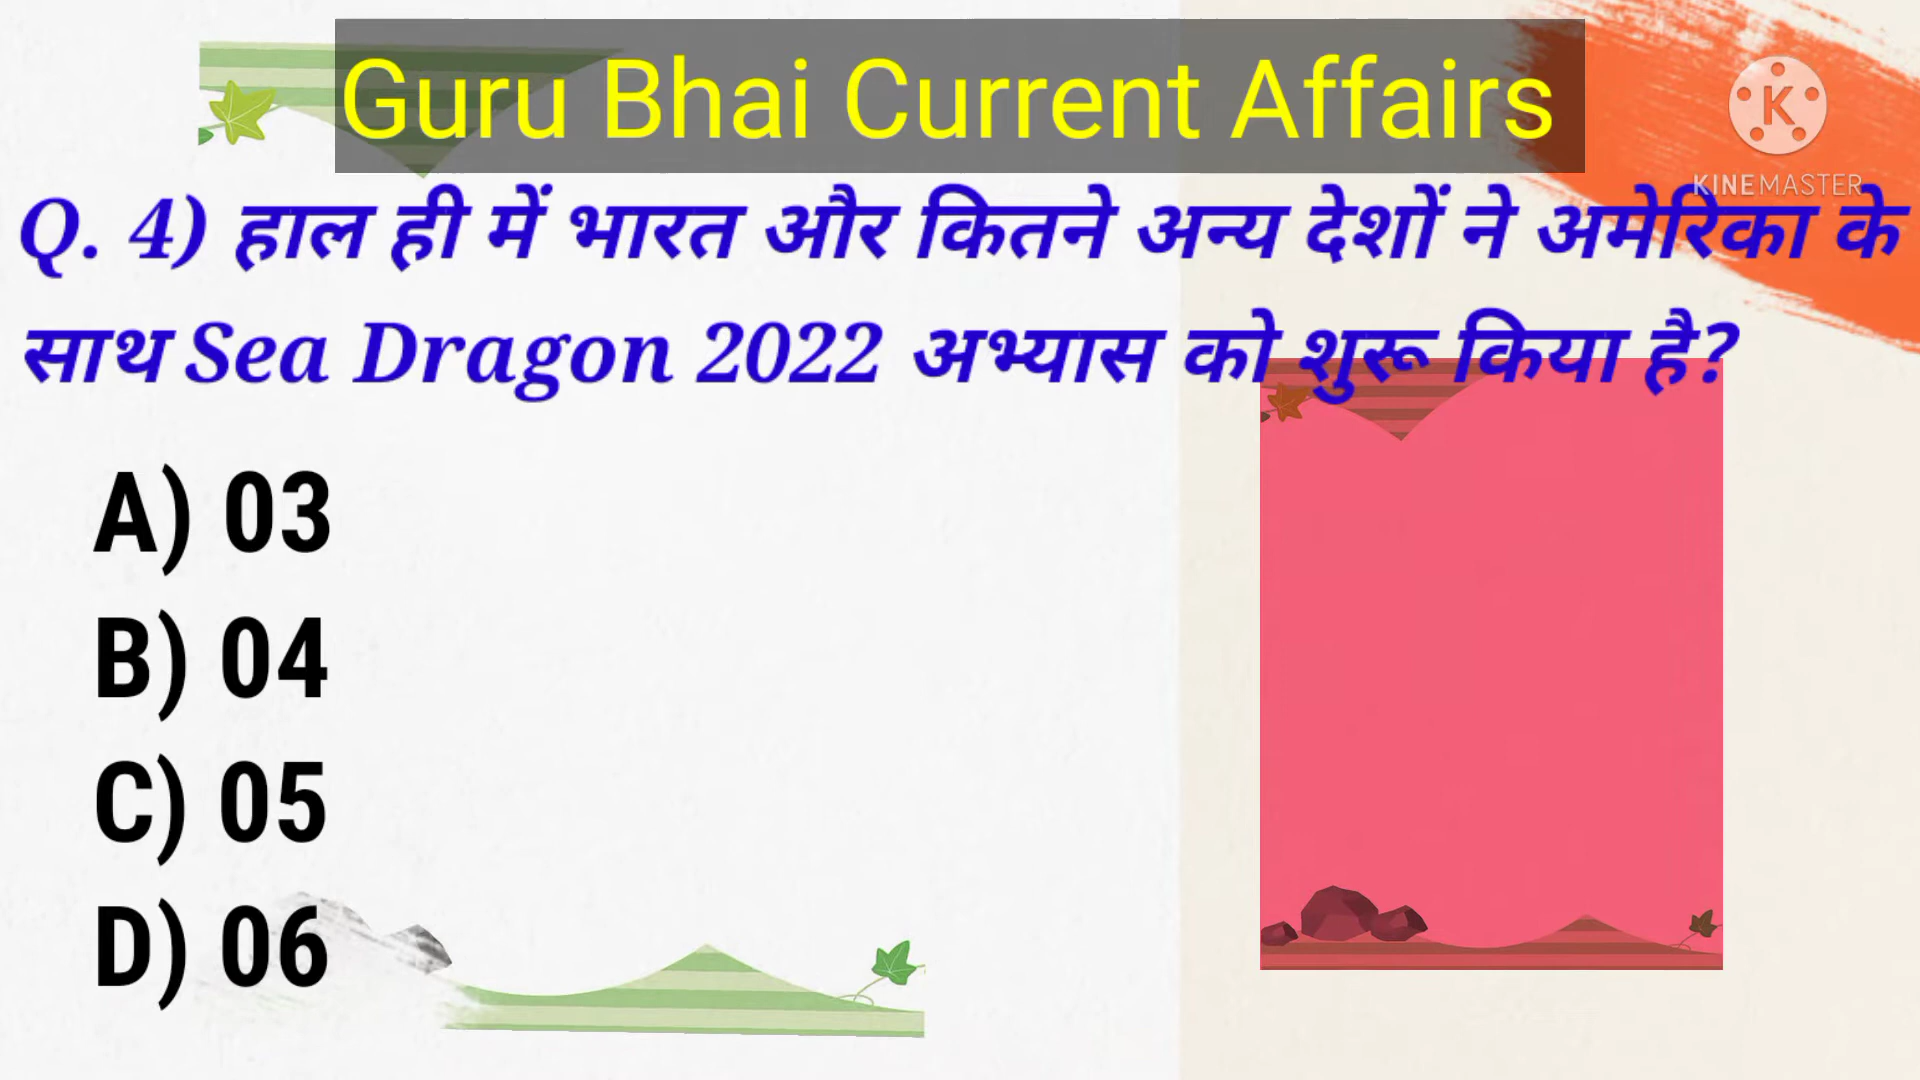 Guru Bhai Current Affairs
K
KINEMASTER
Q. 4) हाल ही में भारत और कितने अन्य देशों ने अमेरिका के
साथ Sea Dragon 2022 अभ्यास को शुरू किया है?
A) 03
B) 04
C) 05
D) 06